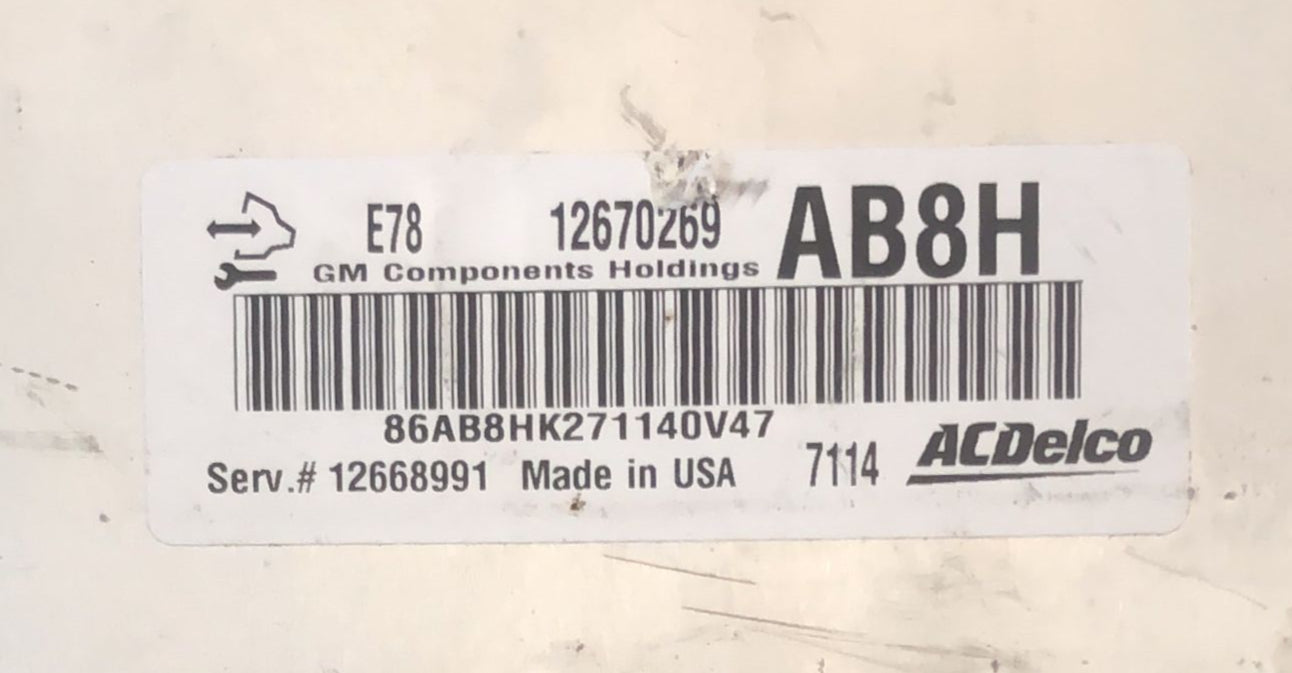 E78 12670269 AB8H
GM Components Holdings
86AB8HK271140V47
Serv.# 12668991 Made in USA 7114 ACDelco